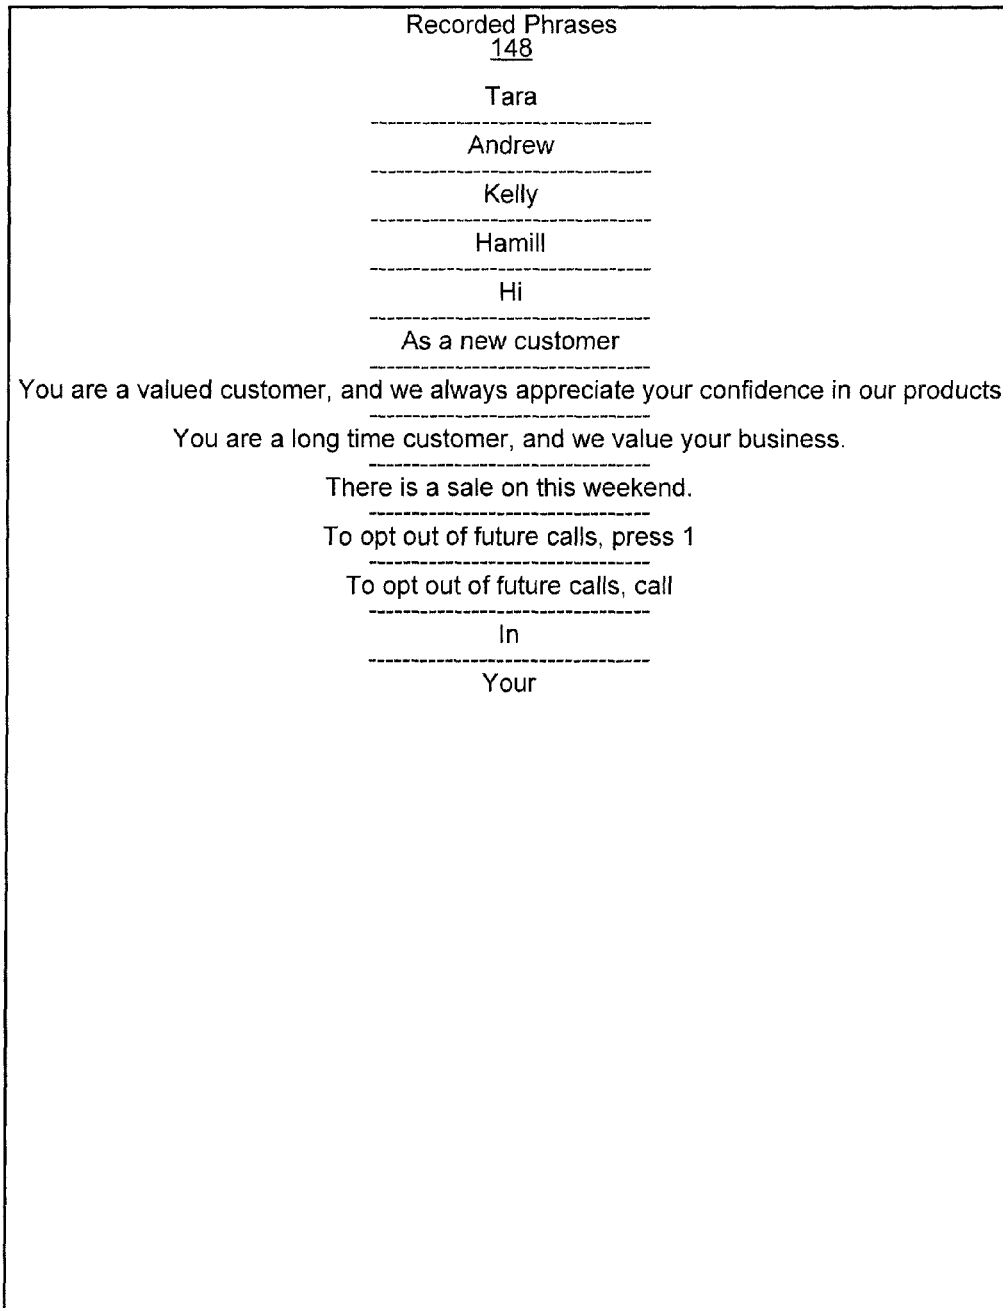 Recorded Phrases
148
Tara
--------------------------------
Andrew
--------------------------------
Kelly
--------------------------------
Hamill
--------------------------------
Hi
--------------------------------
As a new customer
--------------------------------
You are a valued customer, and we always appreciate your confidence in our products
--------------------------------
You are a long time customer, and we value your business.
--------------------------------
There is a sale on this weekend.
--------------------------------
To opt out of future calls, press 1
--------------------------------
To opt out of future calls, call
--------------------------------
In
--------------------------------
Your